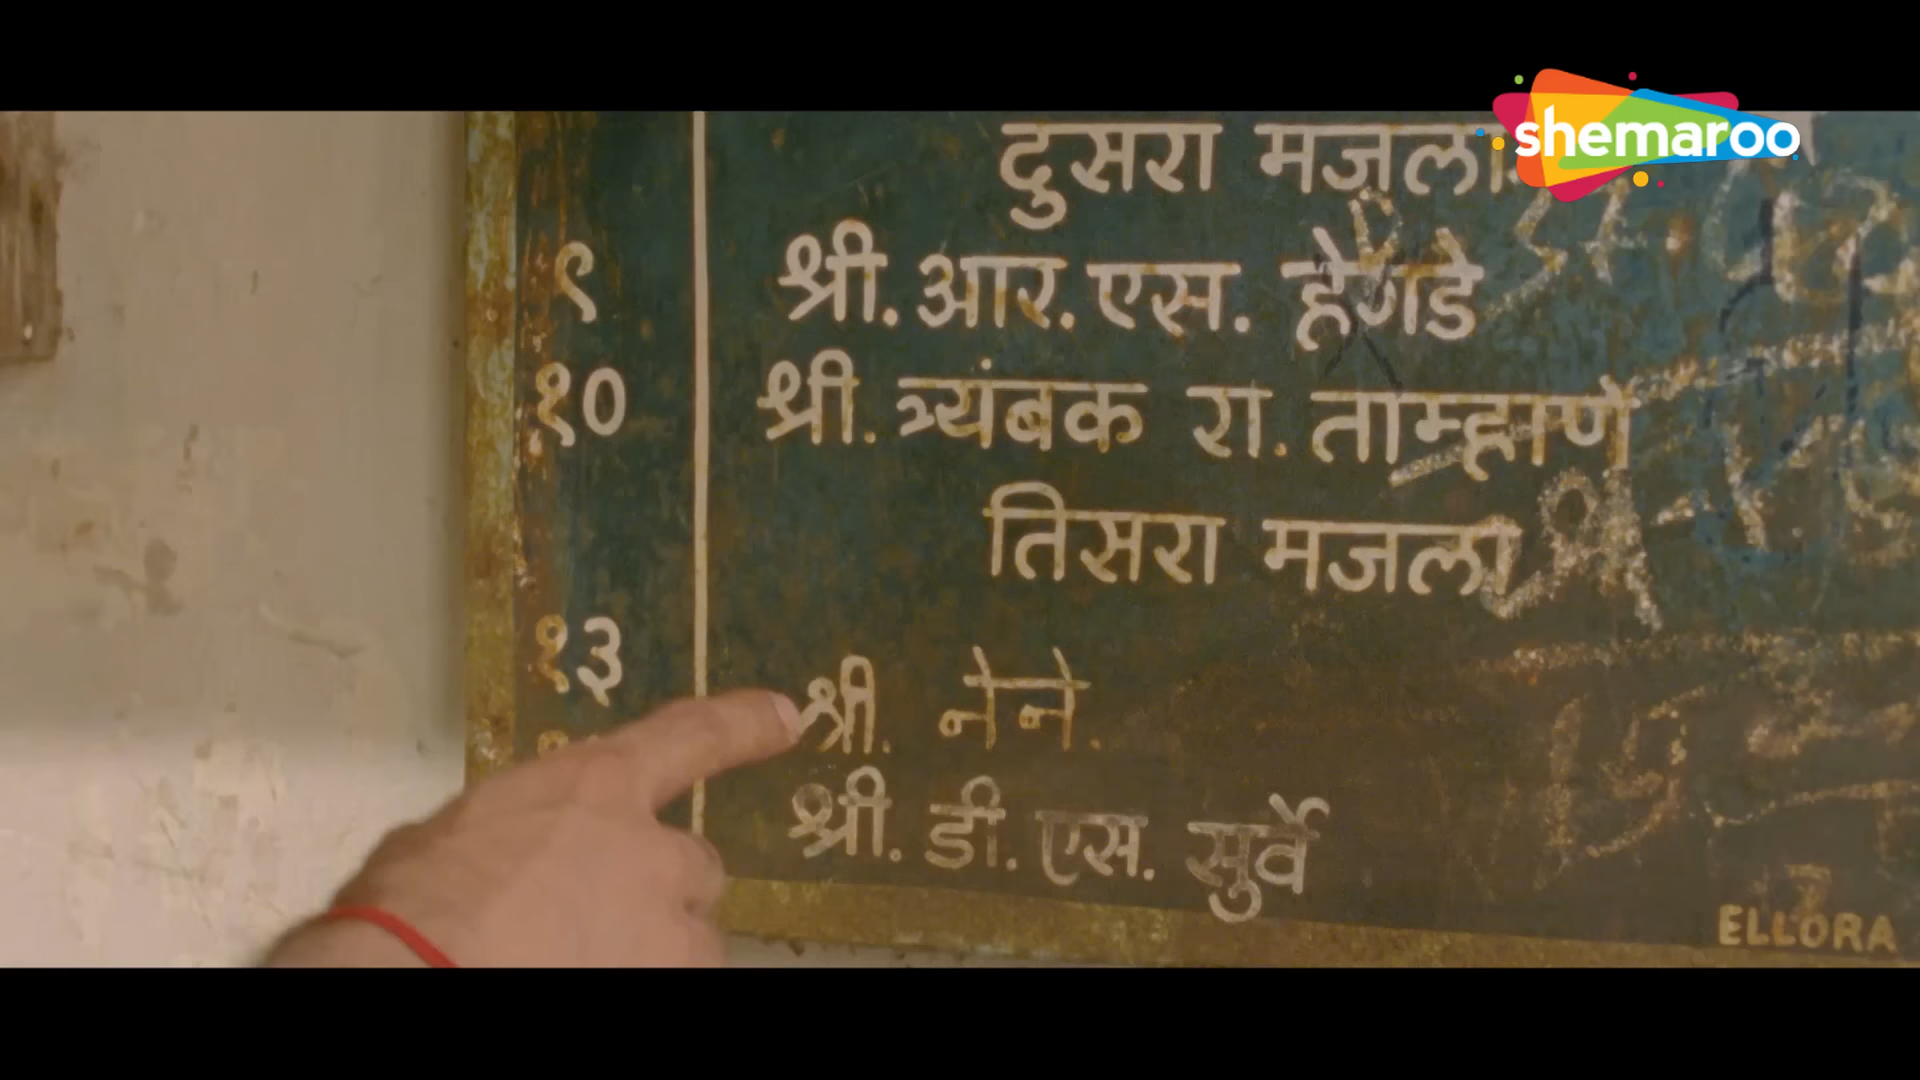 shemaroo
दुसरा मजला
९ श्री. आर. एस. हेगडे
१० श्री. त्र्यंबक रा. ताम्हाणे
तिसरा मजला
१३ श्री. नेने.
श्री. डी. एस. सुर्वे
ELLORA